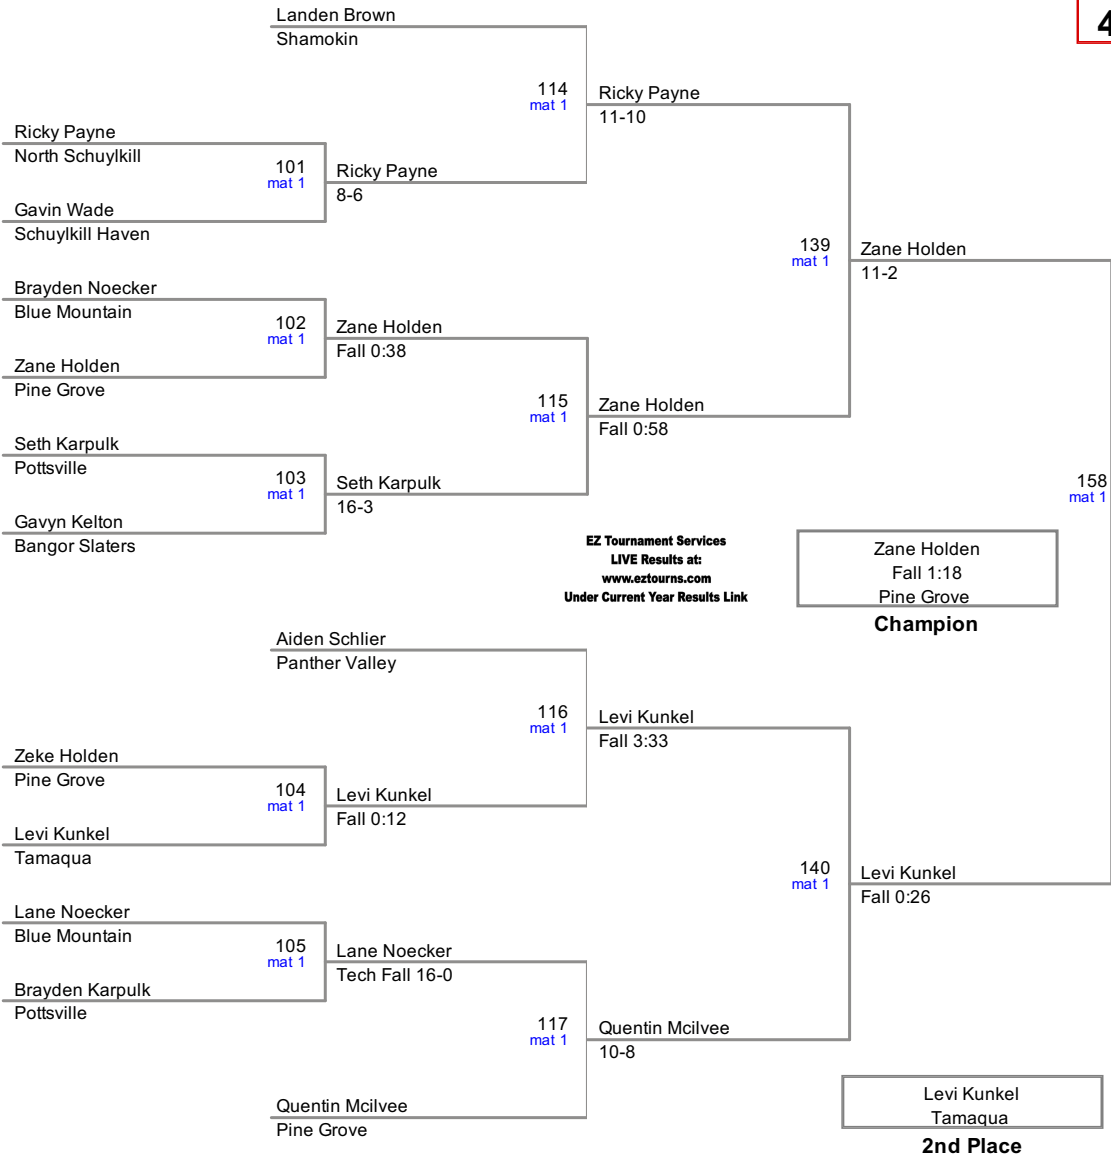 Landen Brown
Shamokin
4
114
mat 1
Ricky Payne
11-10
Ricky Payne
North Schuylkill
101
mat 1
Ricky Payne
8-6
Gavin Wade
Schuylkill Haven
139
mat 1
Zane Holden
11-2
Brayden Noecker
Blue Mountain
102
mat 1
Zane Holden
Fall 0:38
Zane Holden
Pine Grove
115
mat 1
Zane Holden
Fall 0:58
Seth Karpulk
Pottsville
103
mat 1
Seth Karpulk
16-3
158
mat 1
Gavyn Kelton
Bangor Slaters
EZ Tournament Services
LIVE Results at:
www.eztourns.com
Under Current Year Results Link
Zane Holden
Fall 1:18
Pine Grove
Champion
Aiden Schlier
Panther Valley
116
mat 1
Levi Kunkel
Fall 3:33
Zeke Holden
Pine Grove
104
mat 1
Levi Kunkel
Fall 0:12
Levi Kunkel
Tamaqua
140
mat 1
Levi Kunkel
Fall 0:26
Lane Noecker
Blue Mountain
105
mat 1
Lane Noecker
Tech Fall 16-0
Brayden Karpulk
Pottsville
117
mat 1
Quentin Mcilvee
10-8
Quentin Mcilvee
Pine Grove
Levi Kunkel
Tamaqua
2nd Place